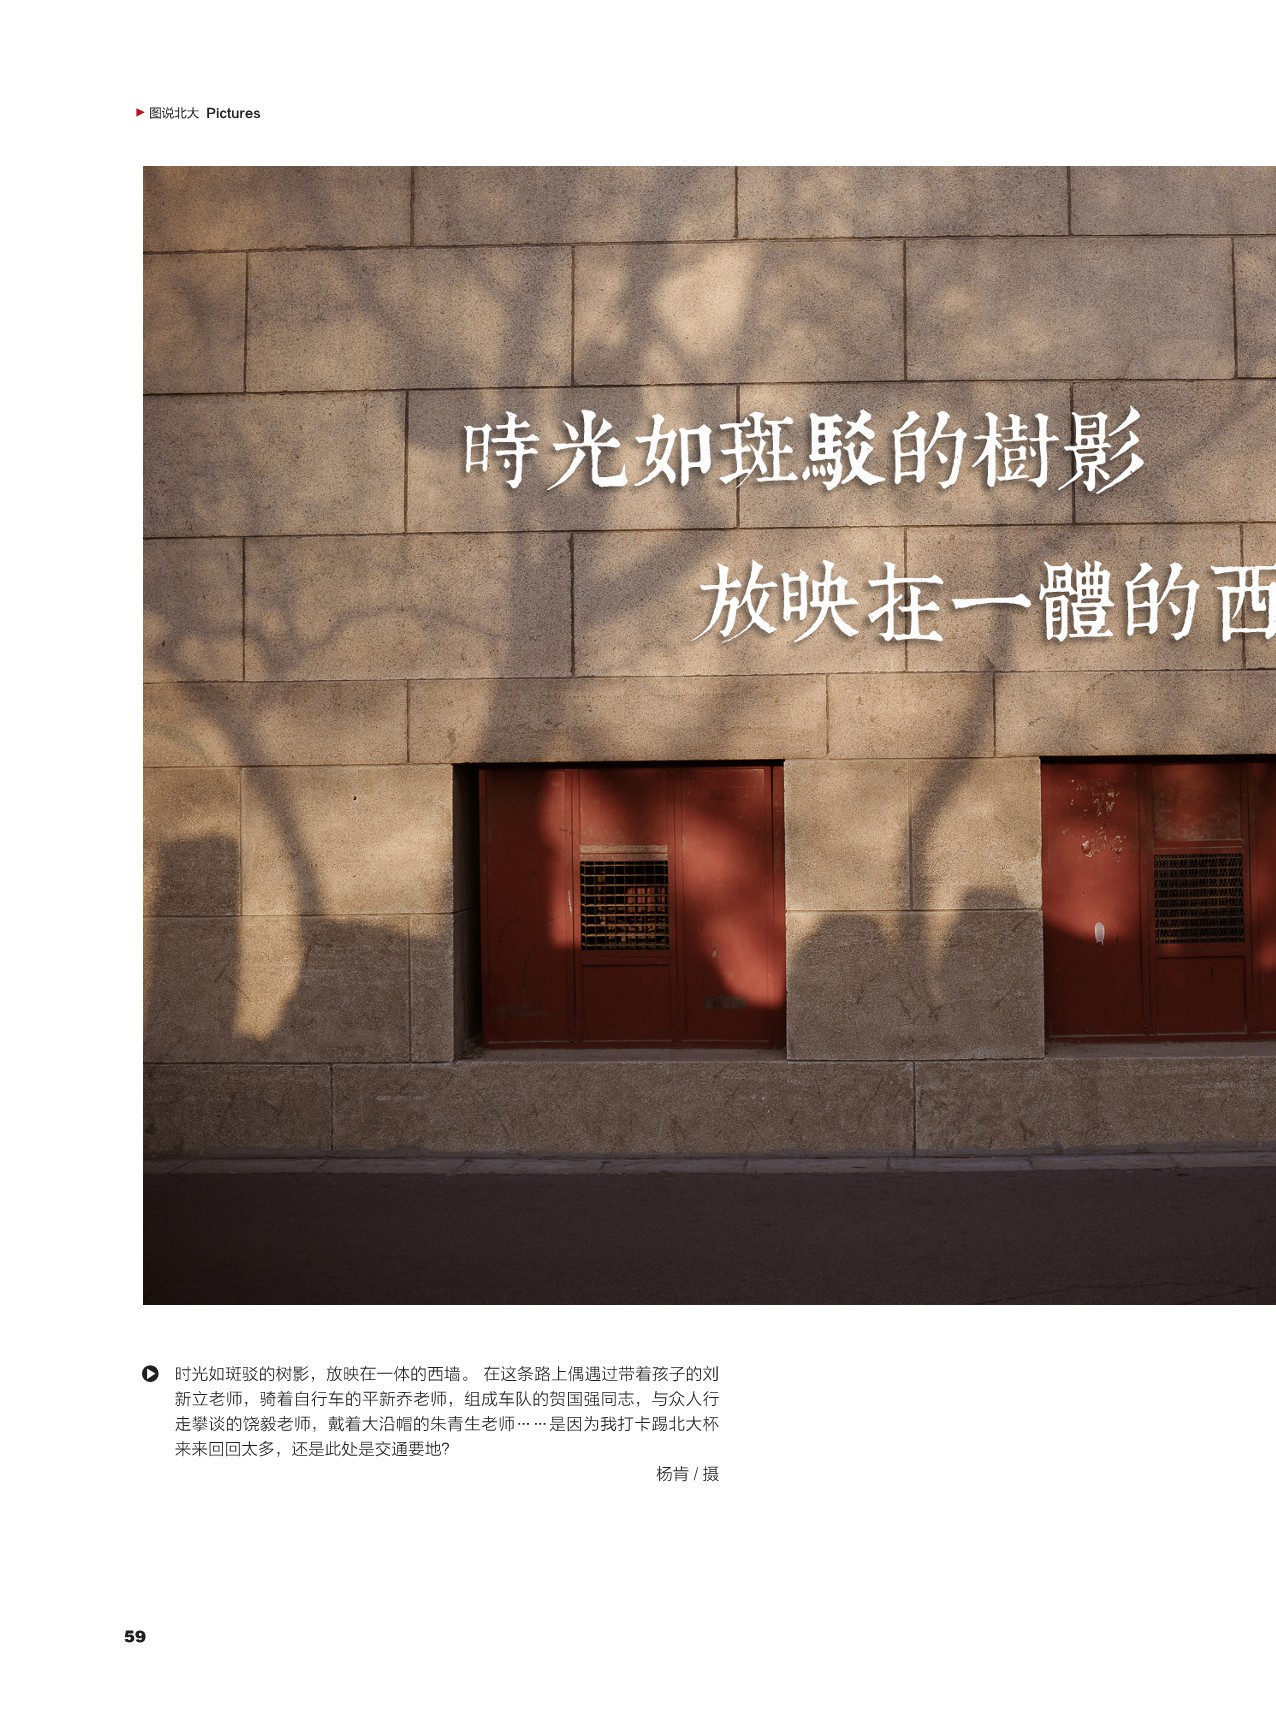 图说北大 Pictures
時光如斑駁的樹影
放映在一體的西
时光如斑驳的树影，放映在一体的西墙。 在这条路上偶遇过带着孩子的刘
新立老师，骑着自行车的平新乔老师，组成车队的贺国强同志，与众人行
走攀谈的饶毅老师，戴着大沿帽的朱青生老师……是因为我打卡踢北大杯
来来回回太多，还是此处是交通要地?
杨肯 / 摄
59